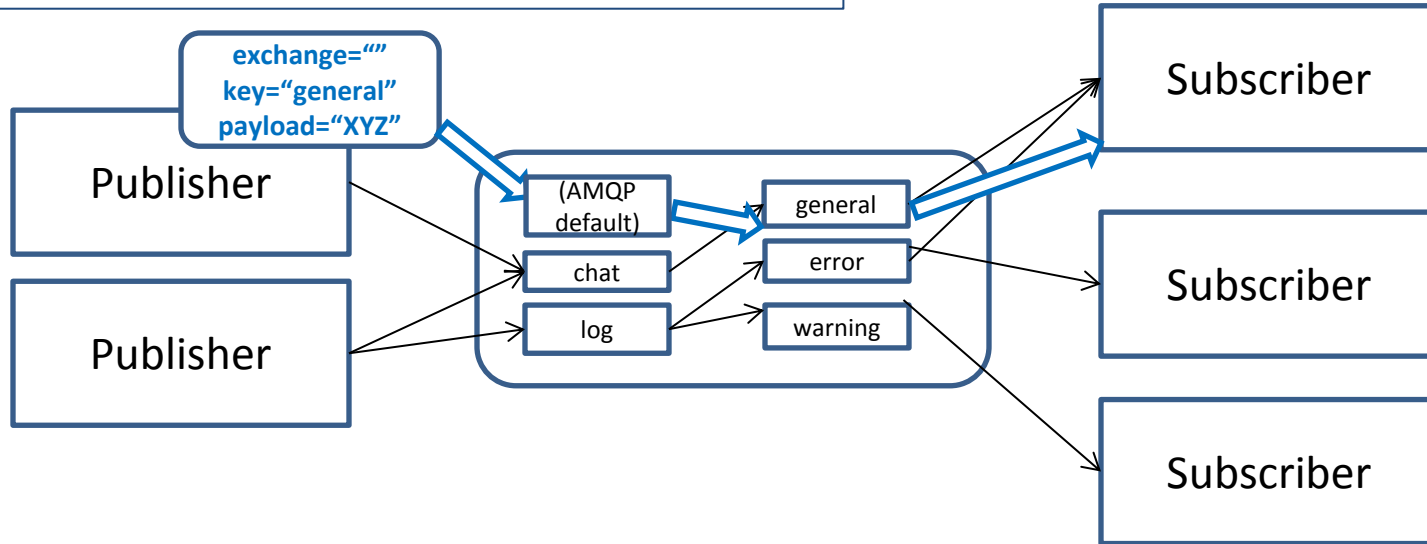 exchange=“”
key=“general”
payload=“XYZ”
Publisher
Publisher
(AMQP
default)
chat
log
general
error
warning
Subscriber
Subscriber
Subscriber